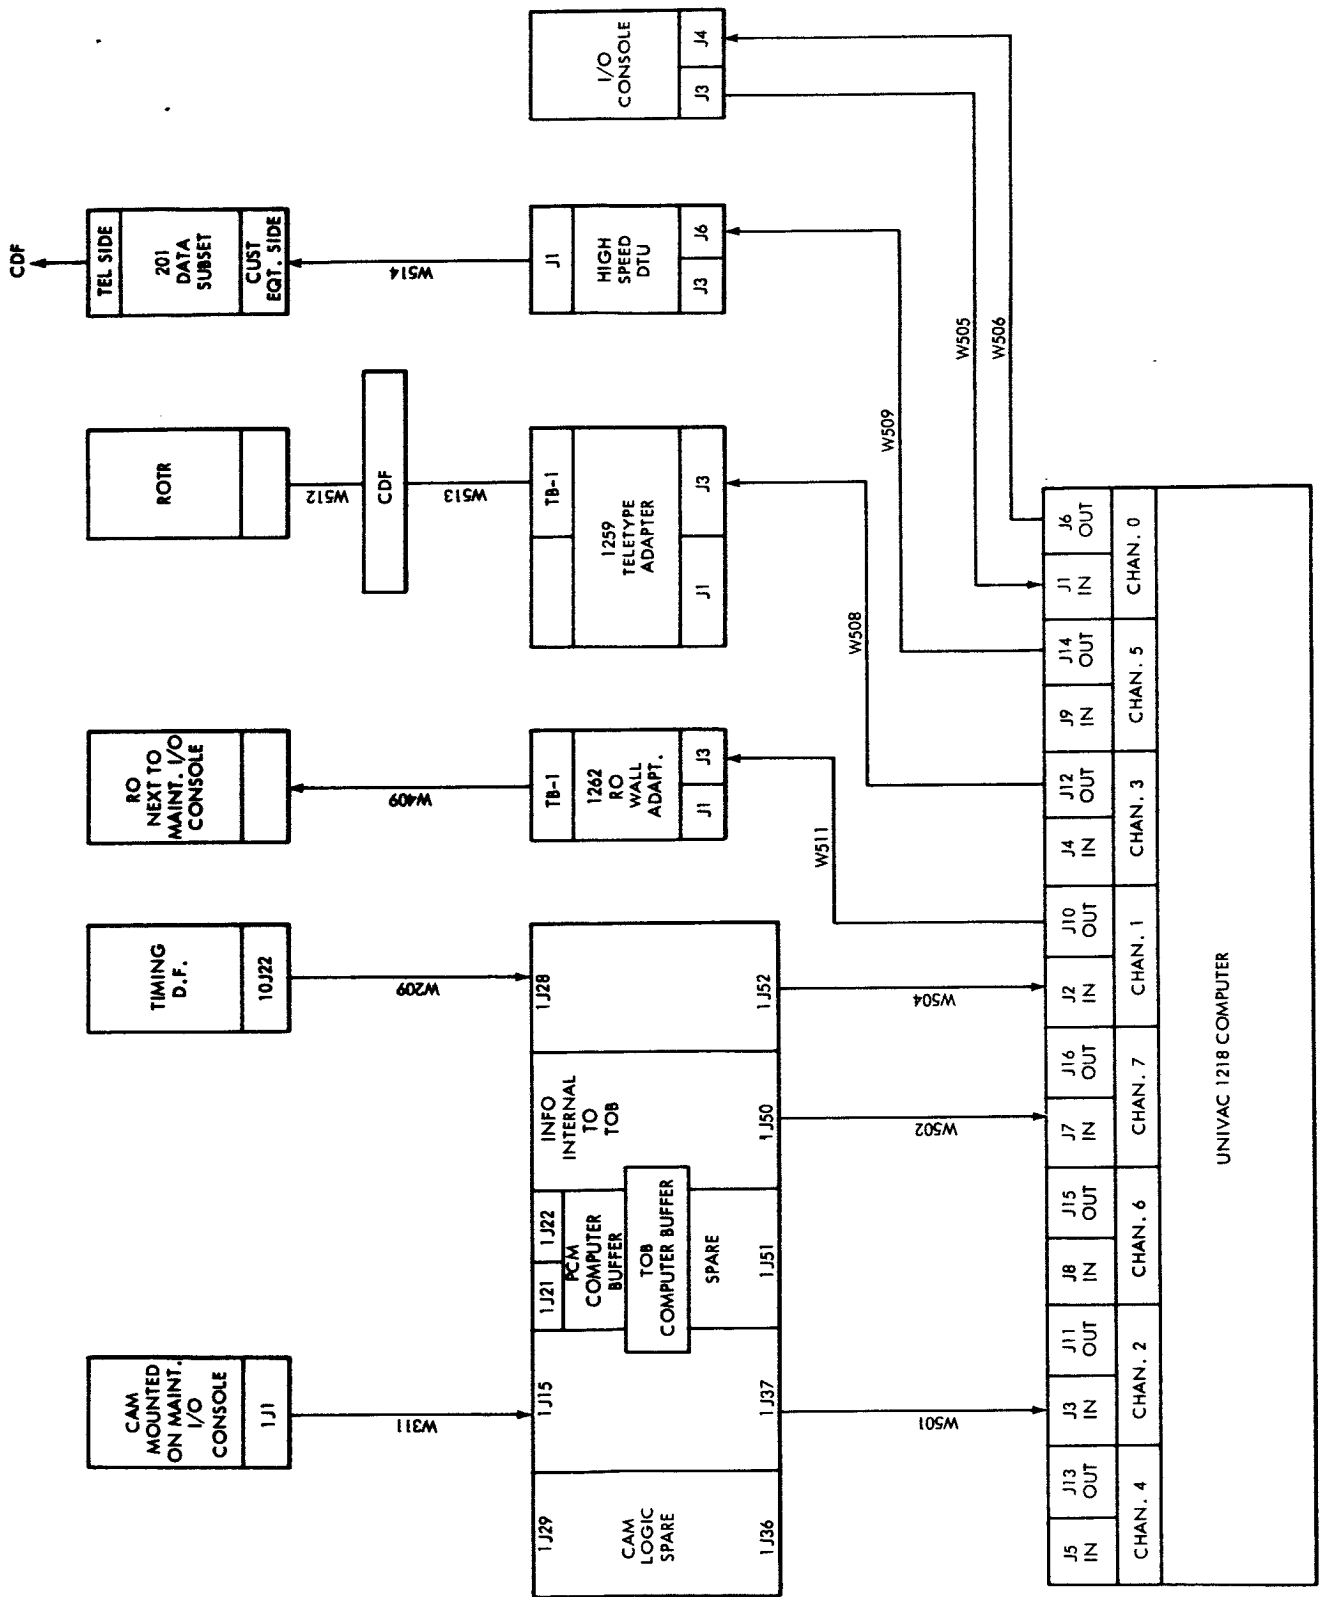 CAM
MOUNTED
ON MAINT.
I/O
CONSOLE
1J1
TIMING
D.F.
10J22
RO
NEXT TO
MAINT. I/O
CONSOLE
ROTR
TEL SIDE
201
DATA
SUBSET
CUST
EQT. SIDE
CDF
W311
W209
W409
W512
CDF
W513
W514
1J29
CAM
LOGIC
SPARE
1J36
1J15
1J37
1J21
1J22
PCM
COMPUTER
BUFFER
TOB
COMPUTER BUFFER
SPARE
1J51
INFO
INTERNAL
TO
TOB
1J50
1J28
1J52
TB-1
1262
RO
WALL
ADAPT.
J1
J3
TB-1
1259
TELETYPE
ADAPTER
J1
J3
J1
HIGH
SPEED
DTU
J3
J6
I/O
CONSOLE
J3
J4
W501
W502
W504
W511
W508
W509
W505
W506
J5
IN
J13
OUT
J3
IN
J11
OUT
J8
IN
J15
OUT
J7
IN
J16
OUT
J2
IN
J10
OUT
J4
IN
J12
OUT
J9
IN
J14
OUT
J1
IN
J6
OUT
CHAN. 4
CHAN. 2
CHAN. 6
CHAN. 7
CHAN. 1
CHAN. 3
CHAN. 5
CHAN. 0
UNIVAC 1218 COMPUTER